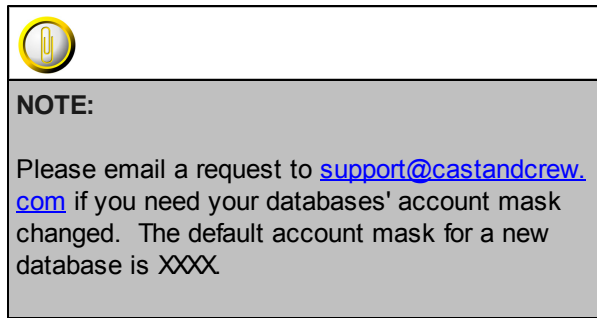 NOTE:
Please email a request to support@castandcrew.
com if you need your databases' account mask
changed.  The default account mask for a new
database is XXXX.